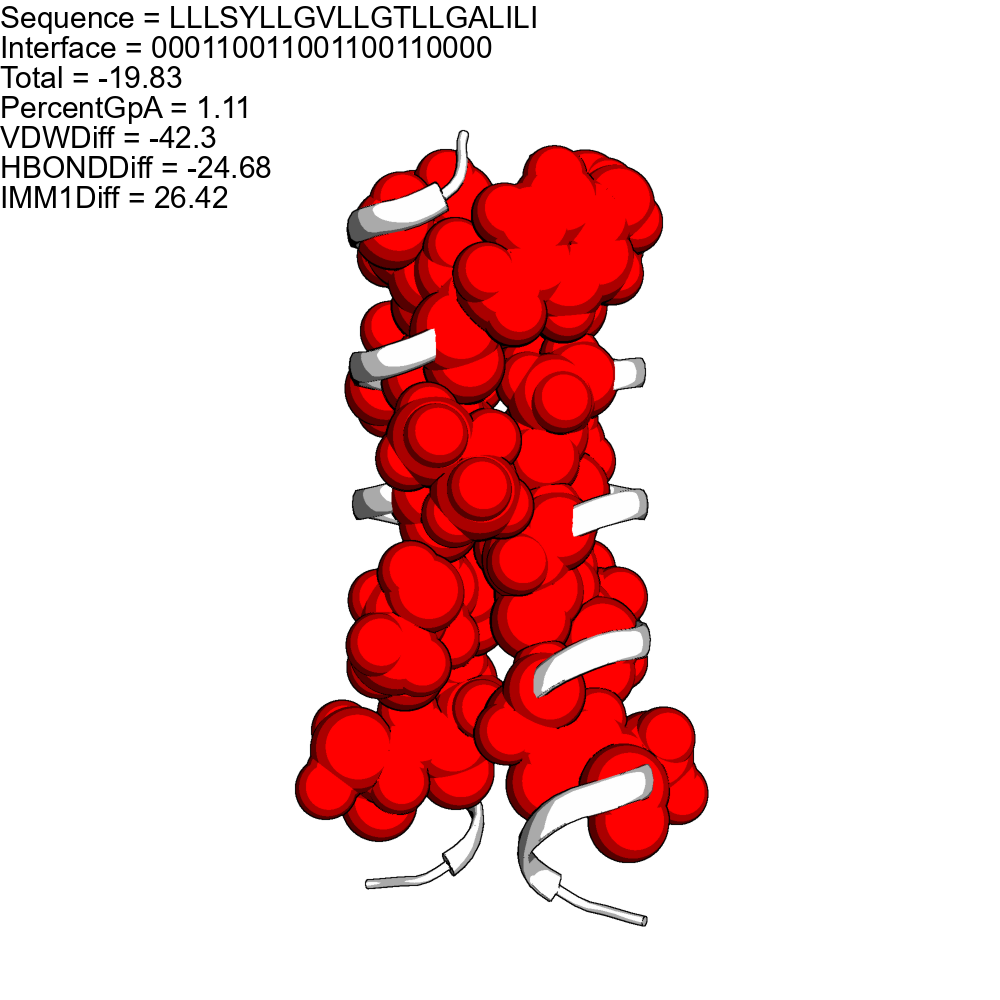 Sequence = LLLSYLLGVLLGTLLGALILI
Interface = 000110011001100110000
Total = -19.83
PercentGpA = 1.11
VDWDiff = -42.3
HBONDDiff = -24.68
IMM1Diff = 26.42